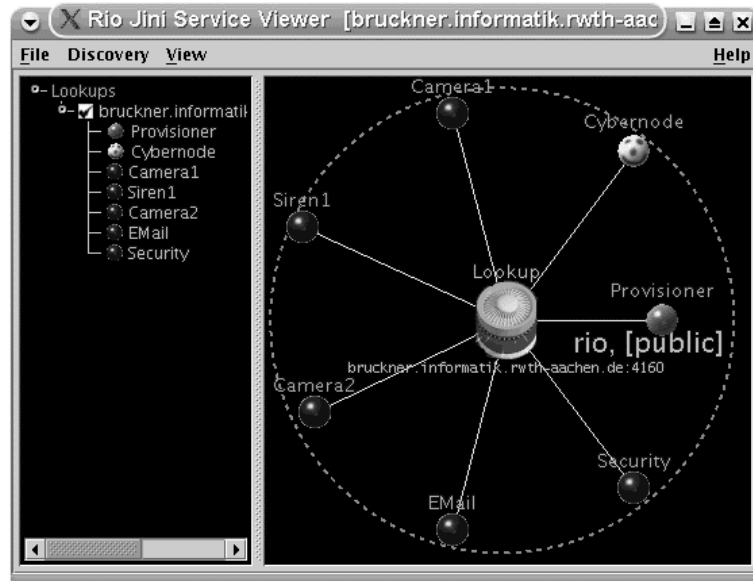 Rio Jini Service Viewer [bruckner.informatik.rwth-aac
File Discovery View Help
Lookups
bruckner.informatik
Provisioner
Cybernode
Camera1
Siren1
Camera2
EMail
Security
Camera1
Cybernode
Siren1
Lookup
Provisioner
rio, [public]
bruckner.informatik.rwth-aachen.de:4160
Camera2
Security
EMail